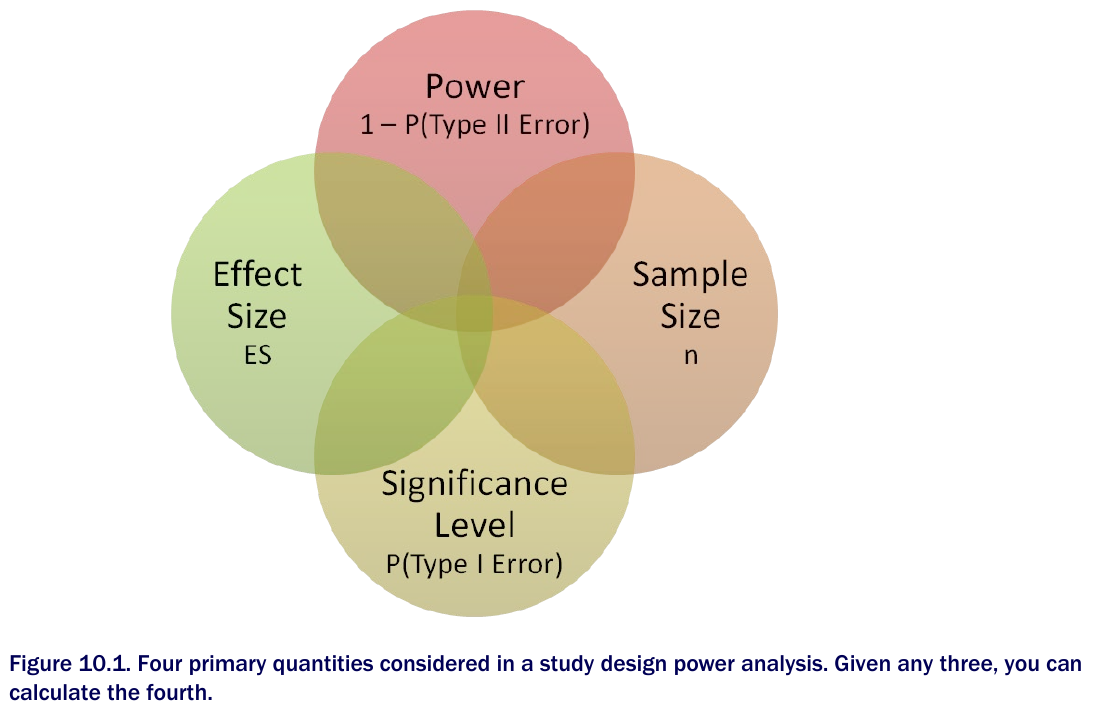 Power
1 – P(Type II Error)
Effect
Size
ES
Sample
Size
n
Significance
Level
P(Type I Error)
Figure 10.1. Four primary quantities considered in a study design power analysis. Given any three, you can
calculate the fourth.